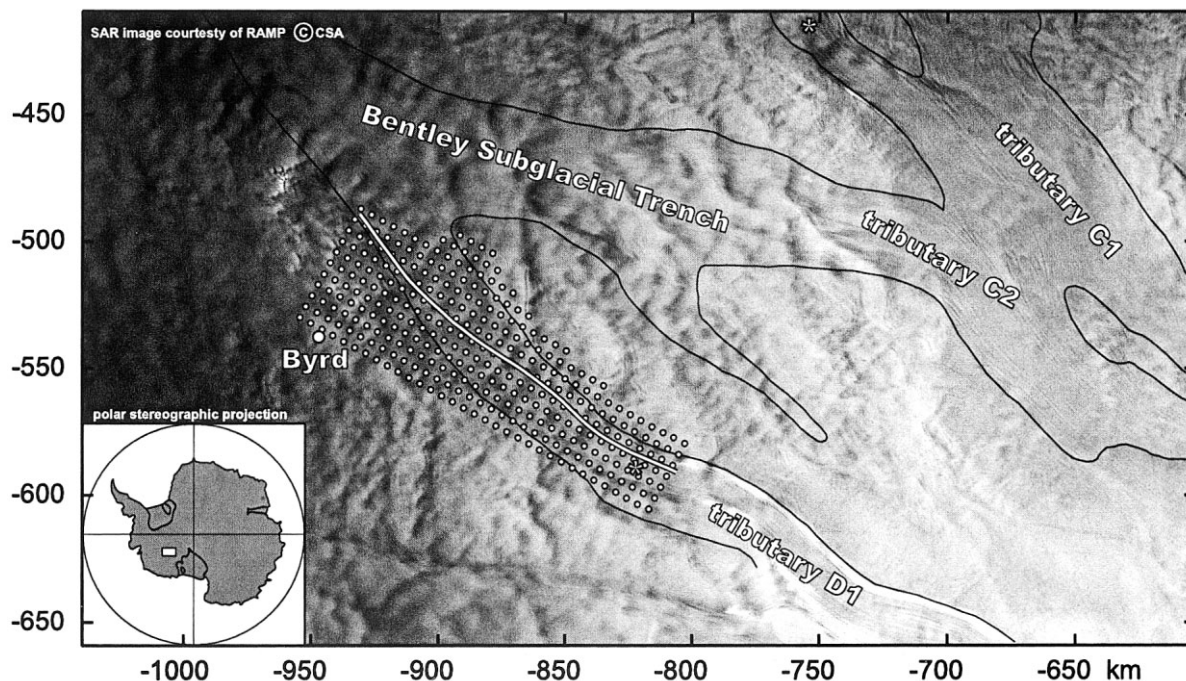 SAR image courtesty of RAMP ©CSA
-450
-500
-550
-600
-650
Bentley Subglacial Trench
tributary C1
tributary C2
tributary D1
Byrd
polar stereographic projection
-1000 -950 -900 -850 -800 -750 -700 -650 km